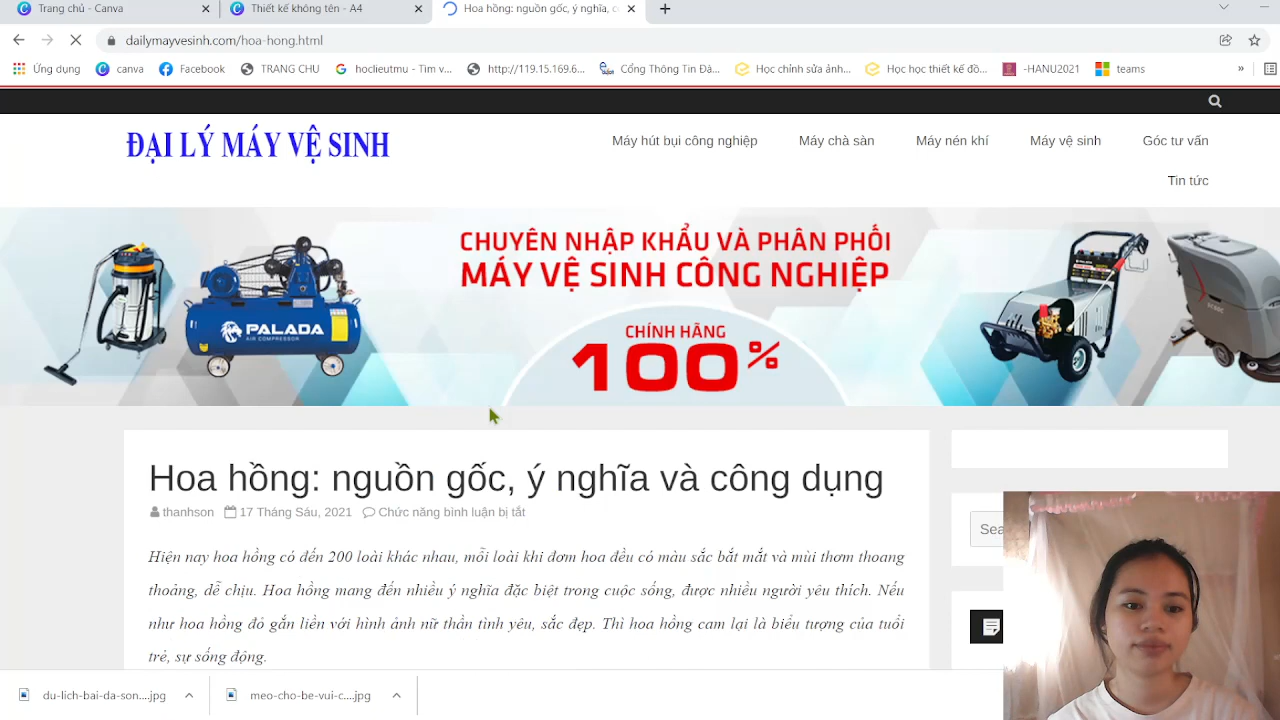 Trang chủ - Canva
Thiết kế không tên - A4
Hoa hồng: nguồn gốc, ý nghĩa, c
dailymayvesinh.com/hoa-hong.html
Ứng dụng canva Facebook TRANG CHU hoclieutmu - Tìm v... http://119.15.169.6... Cổng Thông Tin Đà... Học chỉnh sửa ảnh... Học học thiết kế đồ... -HANU2021 teams »
ĐẠI LÝ MÁY VỆ SINH
Máy hút bụi công nghiệp Máy chà sàn Máy nén khí Máy vệ sinh Góc tư vấn
Tin tức
CHUYÊN NHẬP KHẨU VÀ PHÂN PHỐI
MÁY VỆ SINH CÔNG NGHIỆP
CHÍNH HÃNG
100%
PALADA
AIR COMPRESSOR
Hoa hồng: nguồn gốc, ý nghĩa và công dụng
thanhson 17 Tháng Sáu, 2021 Chức năng bình luận bị tắt
Hiện nay hoa hồng có đến 200 loài khác nhau, mỗi loài khi đơm hoa đều có màu sắc bắt mắt và mùi thơm thoang
thoảng, dễ chịu. Hoa hồng mang đến nhiều ý nghĩa đặc biệt trong cuộc sống, được nhiều người yêu thích. Nếu
như hoa hồng đỏ gắn liền với hình ảnh nữ thần tình yêu, sắc đẹp. Thì hoa hồng cam lại là biểu tượng của tuổi
trẻ, sự sống động.
Sea
du-lich-bai-da-son....jpg
meo-cho-be-vui-c....jpg